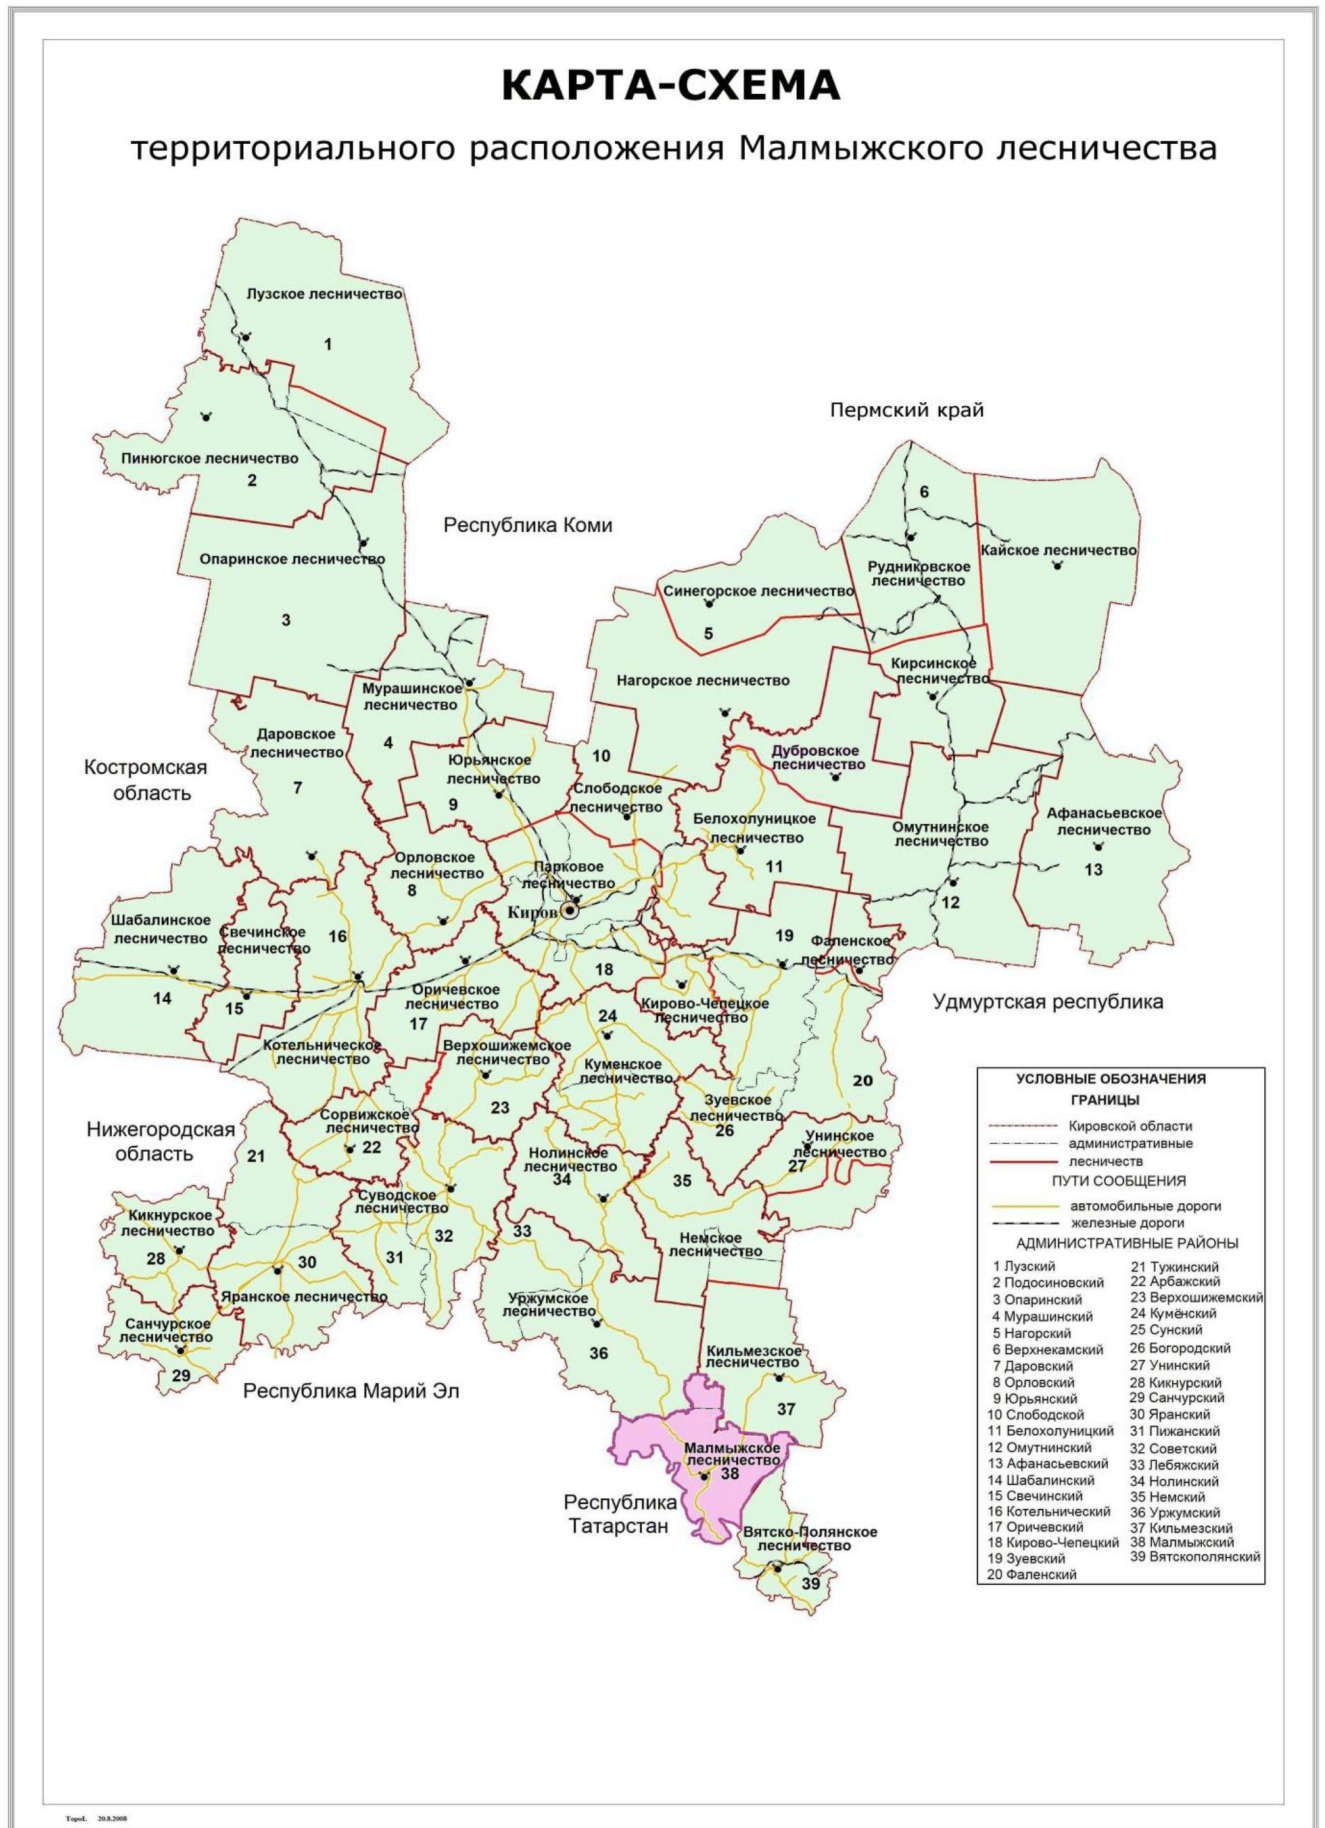 КАРТА-СХЕМА
территориального расположения Малмыжского лесничества
Лузское лесничество
1
Пермский край
Пинюгское лесничество
2
6
Республика Коми
Опаринское лесничество
Кайское лесничество
Рудниковское
лесничество
Синегорское лесничество
3
5
Нагорское лесничество
Кирсинское
лесничество
Мурашинское
лесничество
4
Даровское
лесничество
7
Костромская
область
Юрьянское
лесничество
9
10
Слободское
лесничество
Дубровское
лесничество
Белохолуницкое
лесничество
11
Омутнинское
лесничество
12
Афанасьевское
лесничество
13
Орловское
лесничество
8
Парковое
лесничество
Киров
Шабалинское
лесничество
14
Свечинское
лесничество
15
16
19
Фаленское
лесничество
18
Оричевское
лесничество
17
Кирово-Чепецкое
лесничество
Удмуртская республика
24
Котельническое
лесничество
Верхошижемское
лесничество
23
Куменское
лесничество
20
Зуевское
лесничество
26
Нижегородская
область
Сорвижское
лесничество
22
21
Унинское
лесничество
27
Нолинское
лесничество
34
35
Суводское
лесничество
32
31
33
Кикнурское
лесничество
28
Немское
лесничество
30
Яранское лесничество
Уржумское
лесничество
36
Санчурское
лесничество
29
Кильмезское
лесничество
37
Республика Марий Эл
Малмыжское
лесничество
38
Республика
Татарстан
Вятско-Полянское
лесничество
39
УСЛОВНЫЕ ОБОЗНАЧЕНИЯ
ГРАНИЦЫ
Кировской области
административные
лесничеств
ПУТИ СООБЩЕНИЯ
автомобильные дороги
железные дороги
АДМИНИСТРАТИВНЫЕ РАЙОНЫ
1 Лузский
2 Подосиновский
3 Опаринский
4 Мурашинский
5 Нагорский
6 Верхнекамский
7 Даровский
8 Орловский
9 Юрьянский
10 Слободской
11 Белохолуницкий
12 Омутнинский
13 Афанасьевский
14 Шабалинский
15 Свечинский
16 Котельнический
17 Оричевский
18 Кирово-Чепецкий
19 Зуевский
20 Фаленский
21 Тужинский
22 Арбажский
23 Верхошижемский
24 Кумёнский
25 Сунский
26 Богородский
27 Унинский
28 Кикнурский
29 Санчурский
30 Яранский
31 Пижанский
32 Советский
33 Лебяжский
34 Нолинский
35 Немский
36 Уржумский
37 Кильмезский
38 Малмыжский
39 Вятскополянский
TopoL 20.8.2008